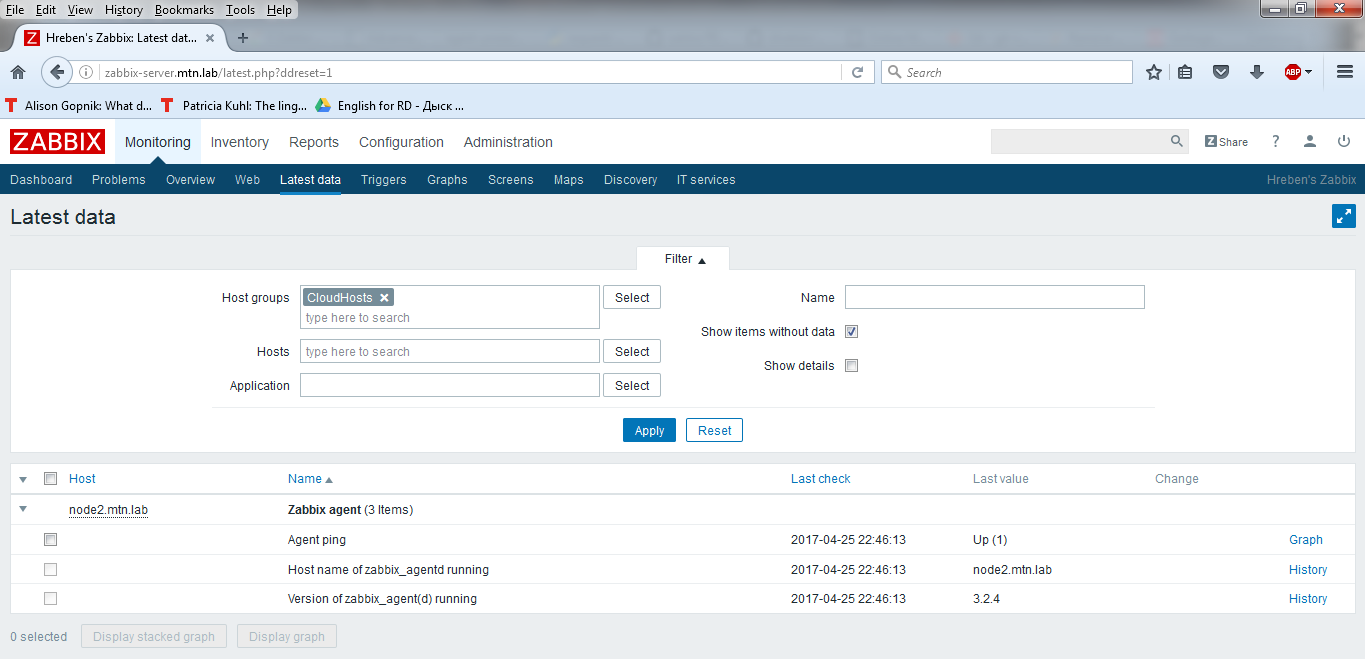 File Edit View History Bookmarks Tools Help
Hreben's Zabbix: Latest dat...
zabbix-server.mtn.lab/latest.php?ddreset=1
Search
ABP
Alison Gopnik: What d... Patricia Kuhl: The ling... English for RD - Дыск ...
ZABBIX Monitoring Inventory Reports Configuration Administration Z Share ?
Dashboard Problems Overview Web Latest data Triggers Graphs Screens Maps Discovery IT services Hreben's Zabbix
Latest data
Filter
Host groups CloudHosts Select Name
type here to search
Show items without data
Hosts type here to search Select
Show details
Application Select
Apply Reset
Host Name Last check Last value Change
node2.mtn.lab Zabbix agent (3 Items)
Agent ping 2017-04-25 22:46:13 Up (1) Graph
Host name of zabbix_agentd running 2017-04-25 22:46:13 node2.mtn.lab History
Version of zabbix_agent(d) running 2017-04-25 22:46:13 3.2.4 History
0 selected Display stacked graph Display graph